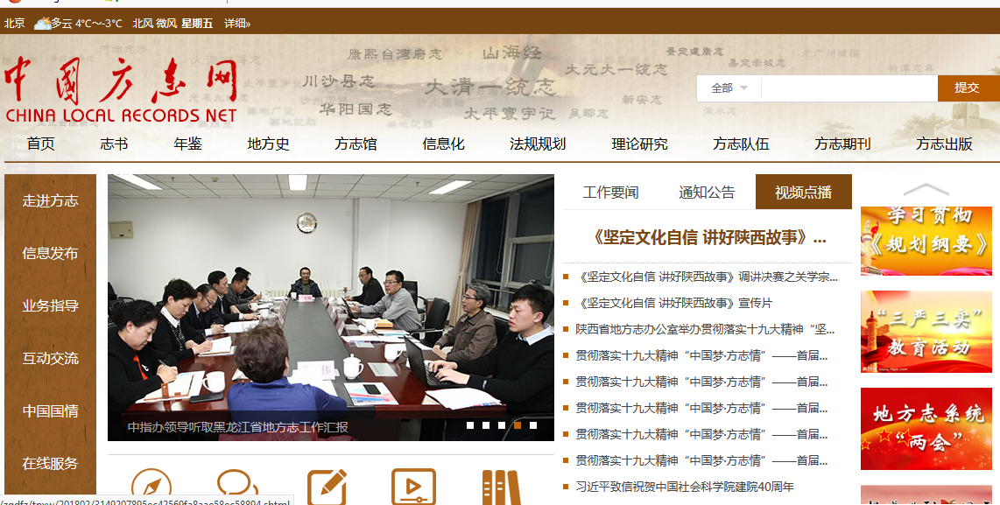 北京 多云 4℃～-3℃ 北风 微风 星期五 详细»
康熙台湾府志 山海经 景定建康志
大元大一统志 嘉定赤城志
川沙县志 大清一统志 新安志
华阳国志 太平寰宇记 吴郡志
中國方志网
CHINA LOCAL RECORDS NET
全部
提交
首页 志书 年鉴 地方史 方志馆 信息化 法规规划 理论研究 方志队伍 方志期刊 方志出版
走进方志
信息发布
业务指导
互动交流
中国国情
在线服务
中指办领导听取黑龙江省地方志工作汇报
工作要闻 通知公告 视频点播
《坚定文化自信 讲好陕西故事》...
《坚定文化自信 讲好陕西故事》调讲决赛之关学宗...
《坚定文化自信 讲好陕西故事》宣传片
陕西省地方志办公室举办贯彻落实十九大精神“坚...
贯彻落实十九大精神“中国梦·方志情”——首届...
贯彻落实十九大精神“中国梦·方志情”——首届...
贯彻落实十九大精神“中国梦·方志情”——首届...
贯彻落实十九大精神“中国梦·方志情”——首届...
贯彻落实十九大精神“中国梦·方志情”——首届...
习近平致信祝贺中国社会科学院建院40周年
学习贯彻
《规划纲要》
“三严三实”
教育活动
地方志系统
“两会”